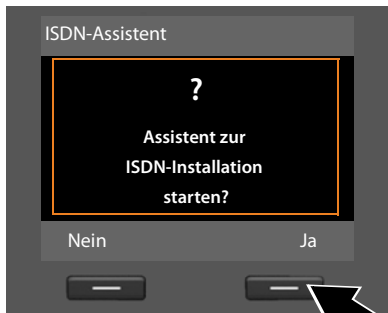 ISDN-Assistent
?
Assistent zur
ISDN-Installation
starten?
Nein Ja